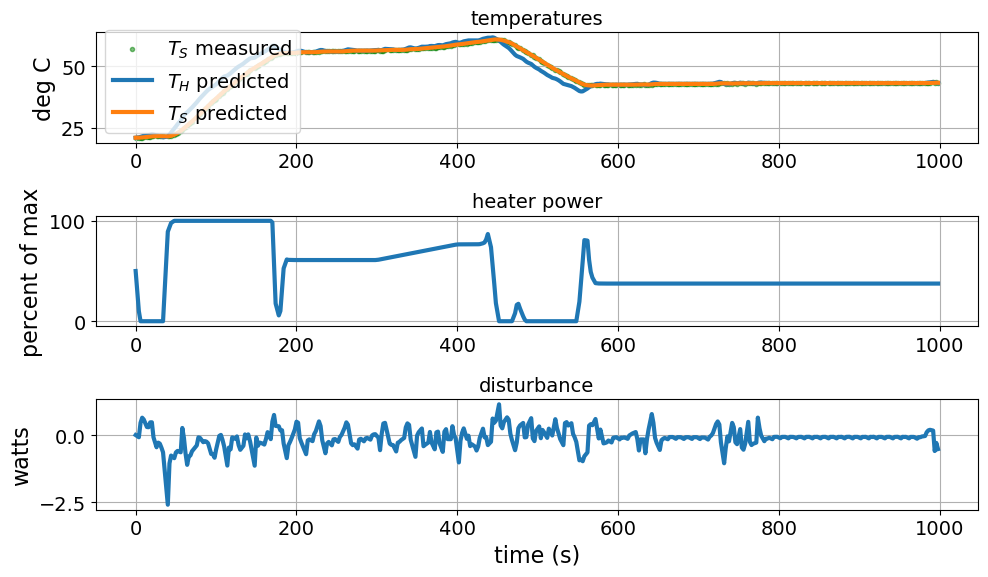 temperatures
deg C
50
25
T_S measured
T_H predicted
T_S predicted
0 200 400 600 800 1000
heater power
percent of max
100
0
0 200 400 600 800 1000
disturbance
watts
0.0
−2.5
0 200 400 600 800 1000
time (s)